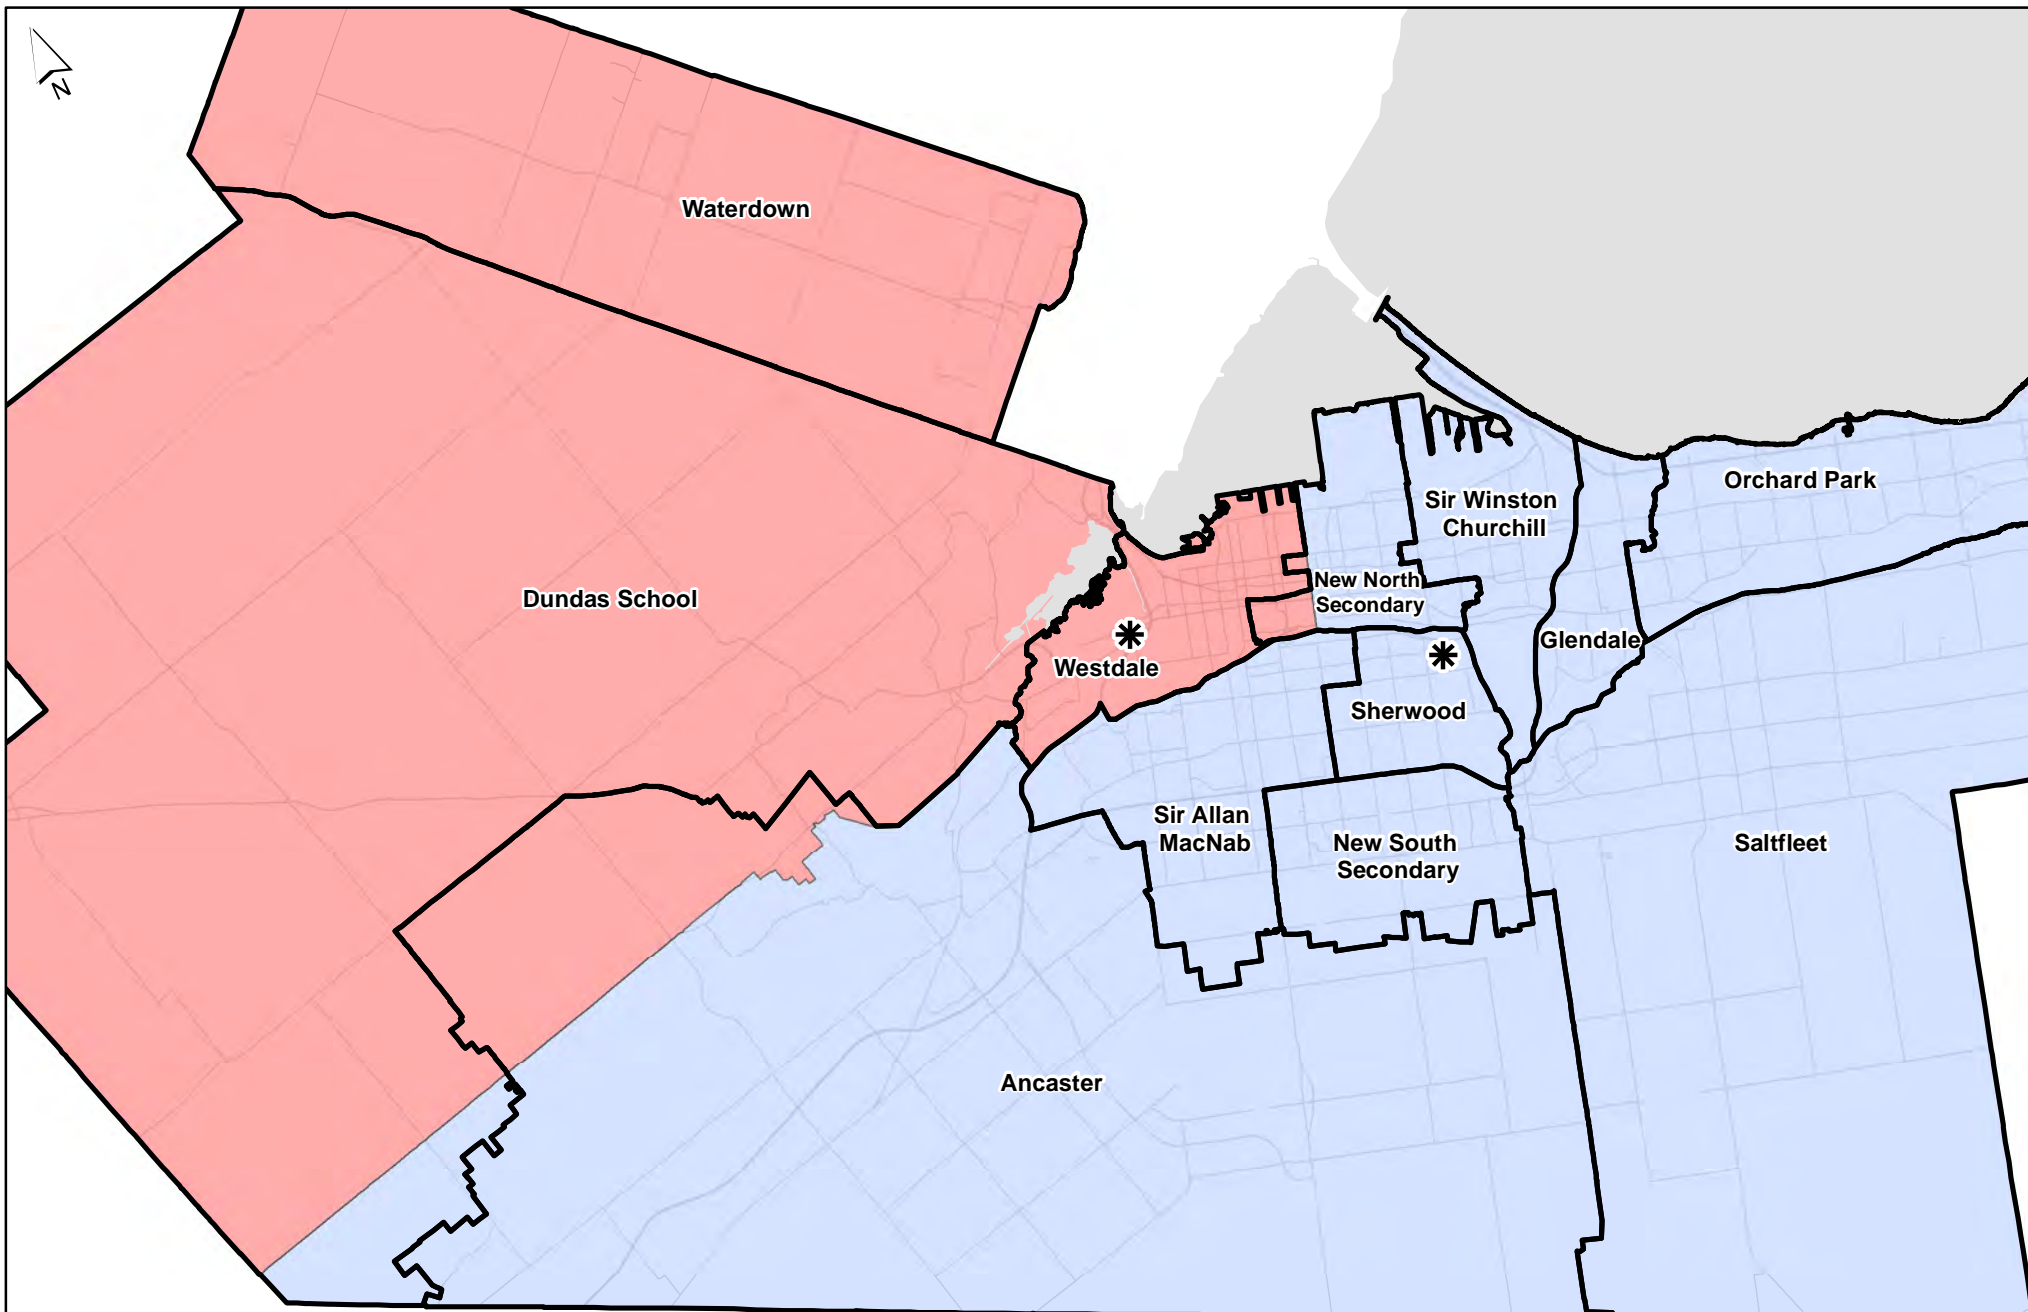 N
Waterdown
Orchard Park
Sir Winston
Churchill
New North
Secondary
Dundas School
Glendale
Westdale
Sherwood
Sir Allan
MacNab
New South
Secondary
Saltfleet
Ancaster